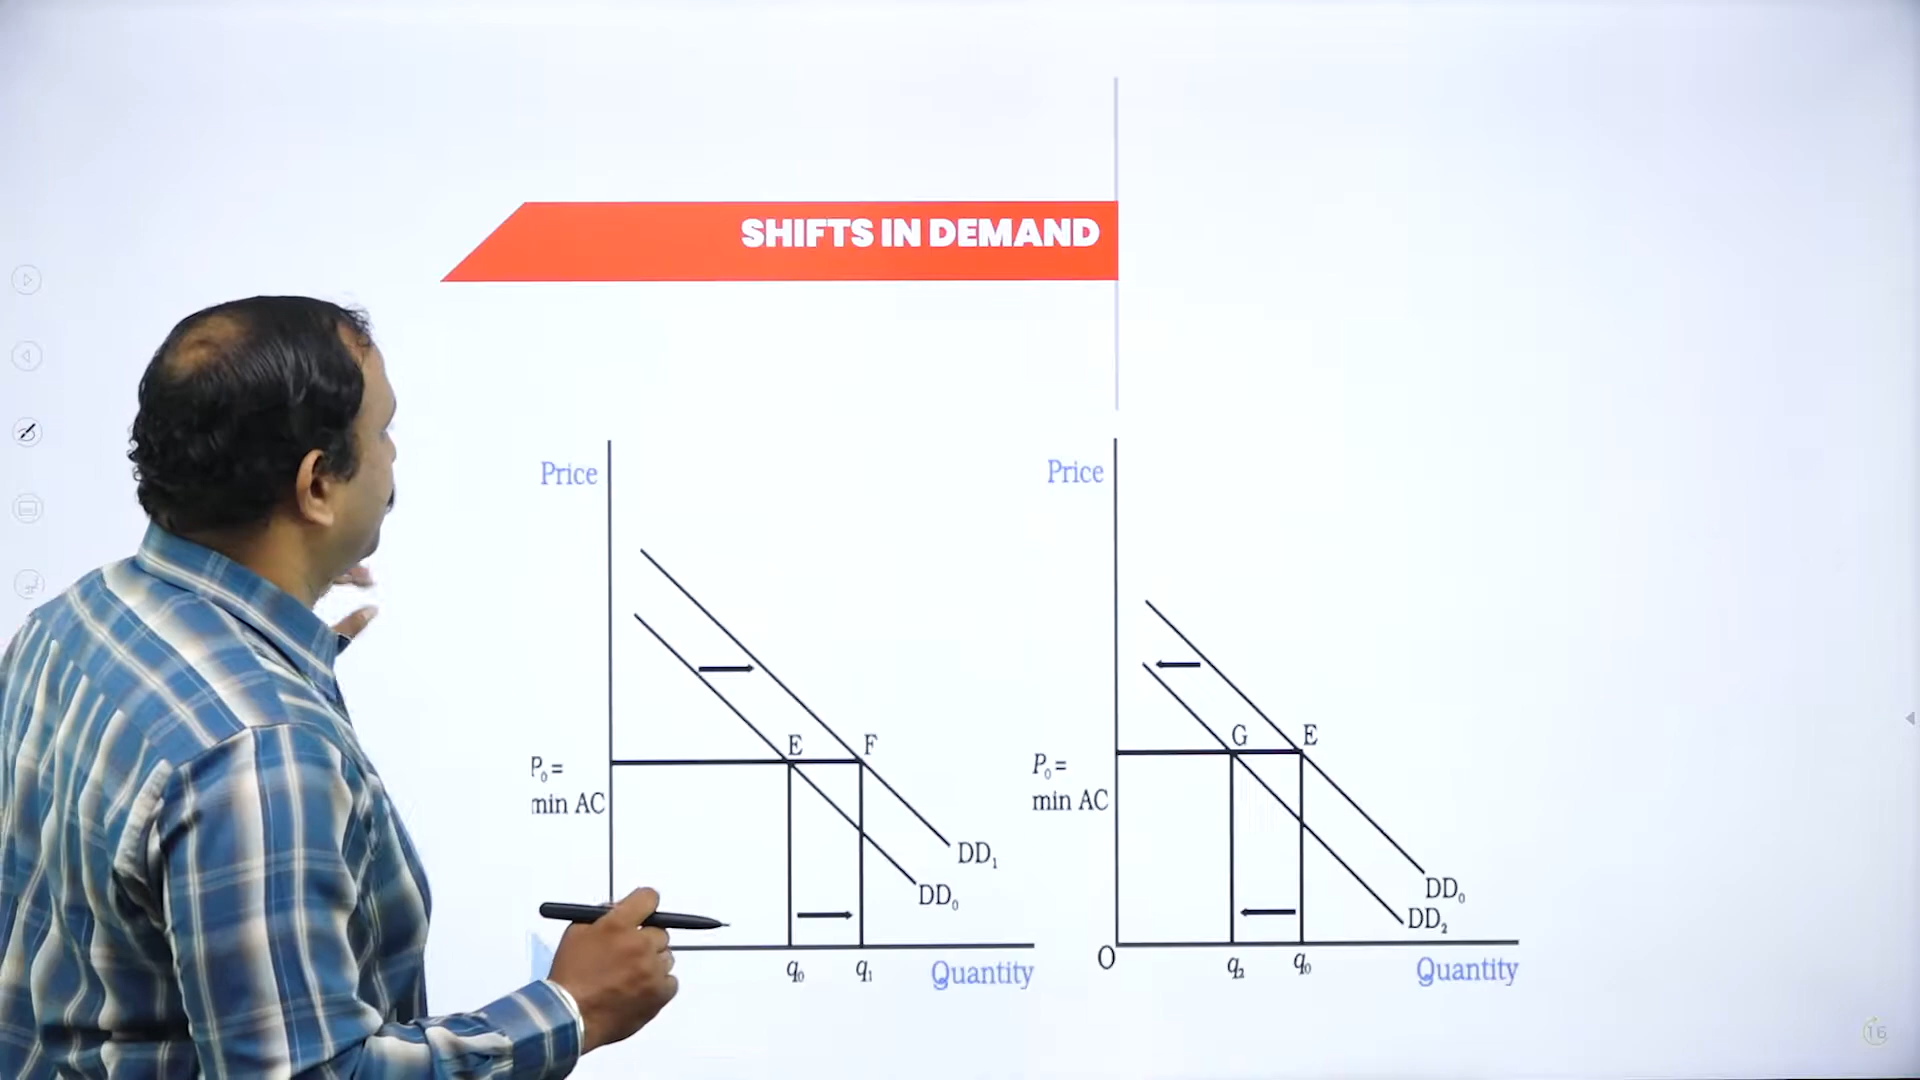 SHIFTS IN DEMAND
Price
E
F
P₀ =
min AC
DD₁
DD₀
q₀
q₁
Quantity
Price
G
E
P₀ =
min AC
DD₀
DD₂
O
q₂
q₀
Quantity
16